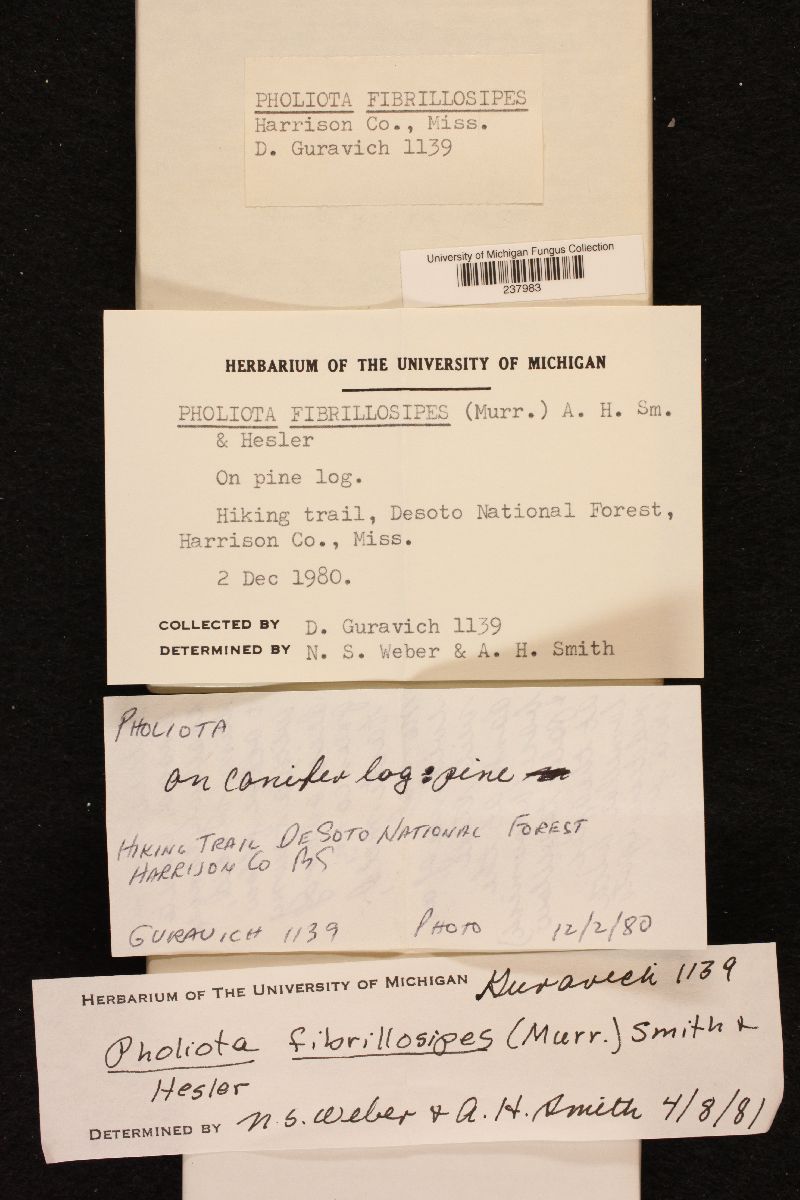 PHOLIOTA FIBRILLOSIPES
Harrison Co., Miss.
D. Guravich 1139
University of Michigan Fungus Collection
237983
HERBARIUM OF THE UNIVERSITY OF MICHIGAN
PHOLIOTA FIBRILLOSIPES (Murr.) A. H. Sm.
& Hesler
On pine log.
Hiking trail, Desoto National Forest,
Harrison Co., Miss.
2 Dec 1980.
COLLECTED BY D. Guravich 1139
DETERMINED BY N. S. Weber & A. H. Smith
PHOLIOTA
on conifer log: pine
HIKING TRAIL DESOTO NATIONAL FOREST
HARRISON CO MS
GURAVICH 1139 PHOTO 12/2/80
HERBARIUM OF THE UNIVERSITY OF MICHIGAN Guravich 1139
Pholiota fibrillosipes (Murr.) Smith &
Hesler
DETERMINED BY N. S. Weber & A. H. Smith 4/8/81